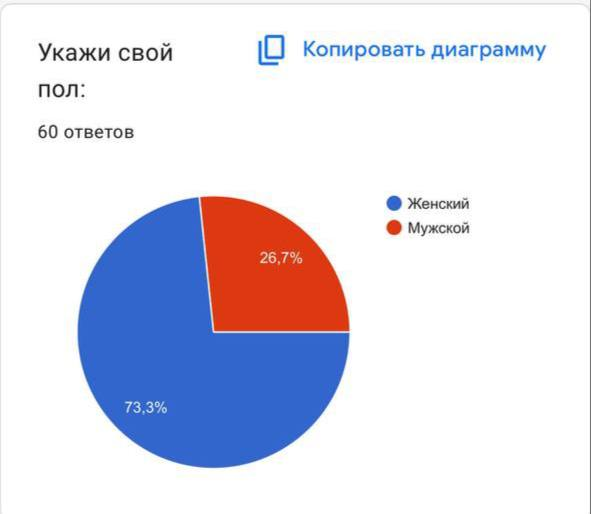 Укажи свой
пол:
Копировать диаграмму
60 ответов
Женский
Мужской
26,7%
73,3%